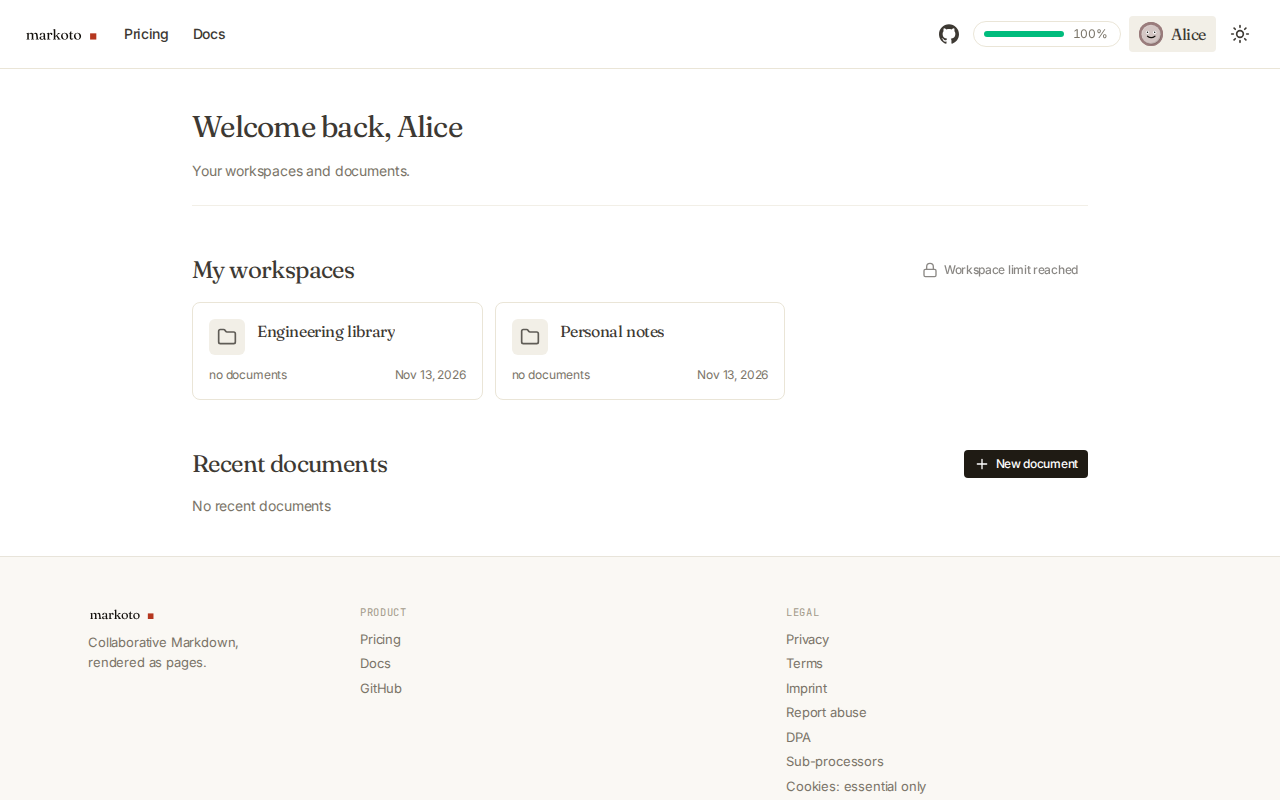 markoto
Pricing
Docs
100%
Alice
Welcome back, Alice
Your workspaces and documents.
My workspaces
Workspace limit reached
Engineering library
no documents
Nov 13, 2026
Personal notes
no documents
Nov 13, 2026
Recent documents
New document
No recent documents
markoto
Collaborative Markdown,
rendered as pages.
PRODUCT
Pricing
Docs
GitHub
LEGAL
Privacy
Terms
Imprint
Report abuse
DPA
Sub-processors
Cookies: essential only